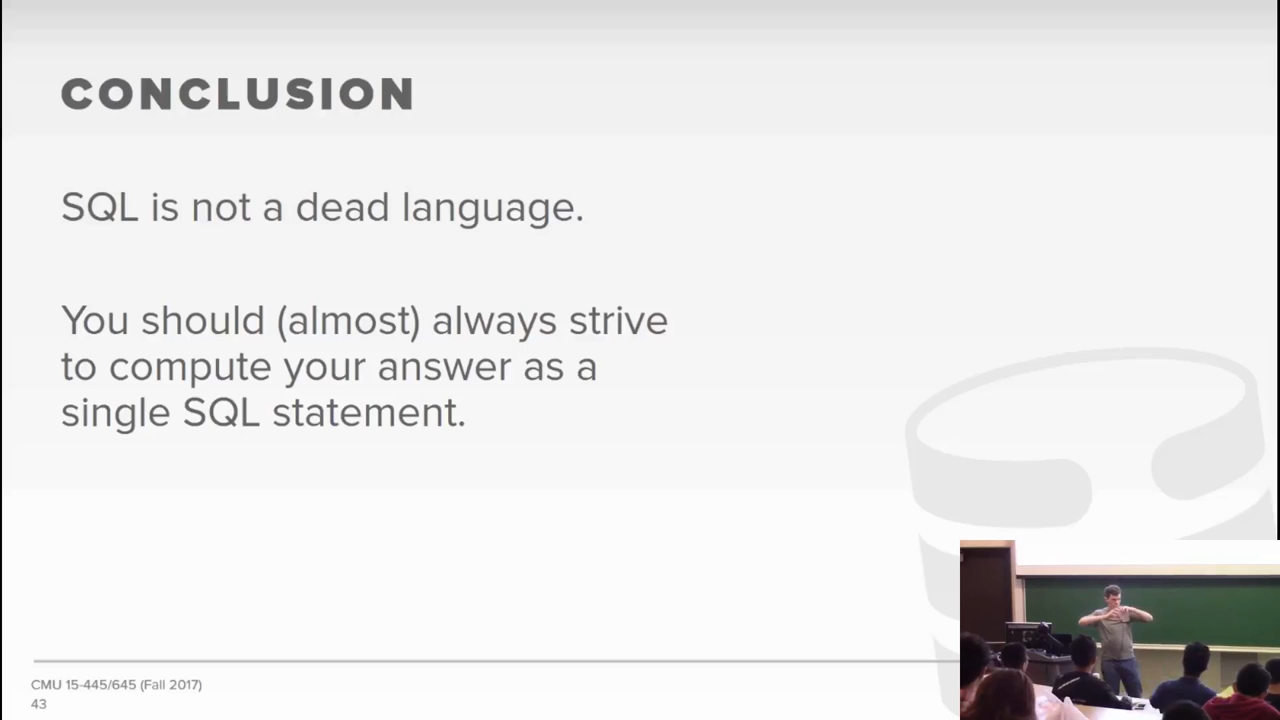 CONCLUSION
SQL is not a dead language.
You should (almost) always strive
to compute your answer as a
single SQL statement.
CMU 15-445/645 (Fall 2017)
43